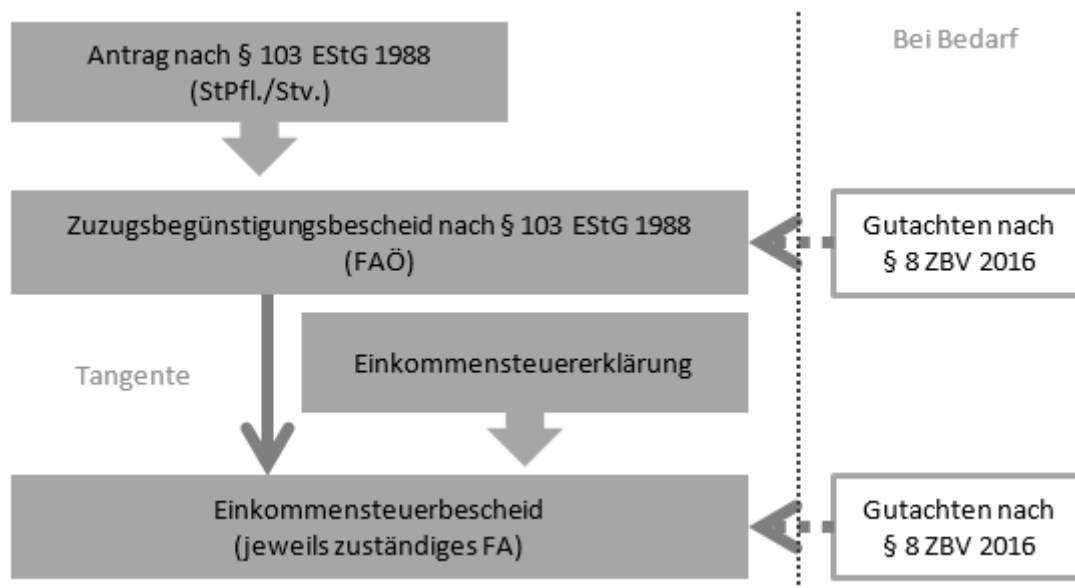 Antrag nach § 103 EStG 1988
(StPfl./Stv.)
Bei Bedarf
Zuzugsbegünstigungsbescheid nach § 103 EStG 1988
(FAÖ)
Gutachten nach
§ 8 ZBV 2016
Tangente
Einkommensteuererklärung
Einkommensteuerbescheid
(jeweils zuständiges FA)
Gutachten nach
§ 8 ZBV 2016